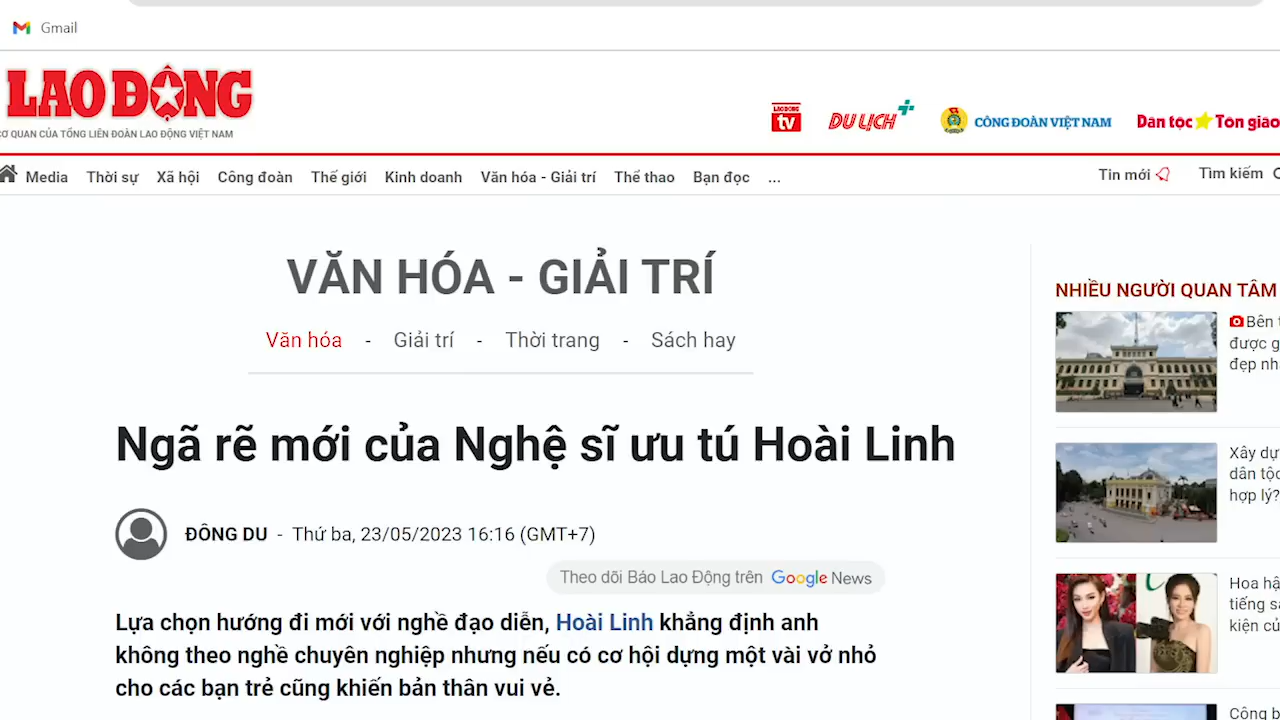 Gmail
LAO ĐỘNG
CƠ QUAN CỦA TỔNG LIÊN ĐOÀN LAO ĐỘNG VIỆT NAM
LAO ĐỘNG
tv
DU LỊCH
CÔNG ĐOÀN VIỆT NAM
Dân tộc Tôn giáo
Media Thời sự Xã hội Công đoàn Thế giới Kinh doanh Văn hóa - Giải trí Thể thao Bạn đọc ...
Tin mới Tìm kiếm
VĂN HÓA - GIẢI TRÍ
Văn hóa - Giải trí - Thời trang - Sách hay
Ngã rẽ mới của Nghệ sĩ ưu tú Hoài Linh
ĐÔNG DU - Thứ ba, 23/05/2023 16:16 (GMT+7)
Theo dõi Báo Lao Động trên Google News
Lựa chọn hướng đi mới với nghề đạo diễn, Hoài Linh khẳng định anh
không theo nghề chuyên nghiệp nhưng nếu có cơ hội dựng một vài vở nhỏ
cho các bạn trẻ cũng khiến bản thân vui vẻ.
NHIỀU NGƯỜI QUAN TÂM
Bên
được
đẹp
Xây
dân
hợp lý?
Hoa
tiếng
kiện
Công